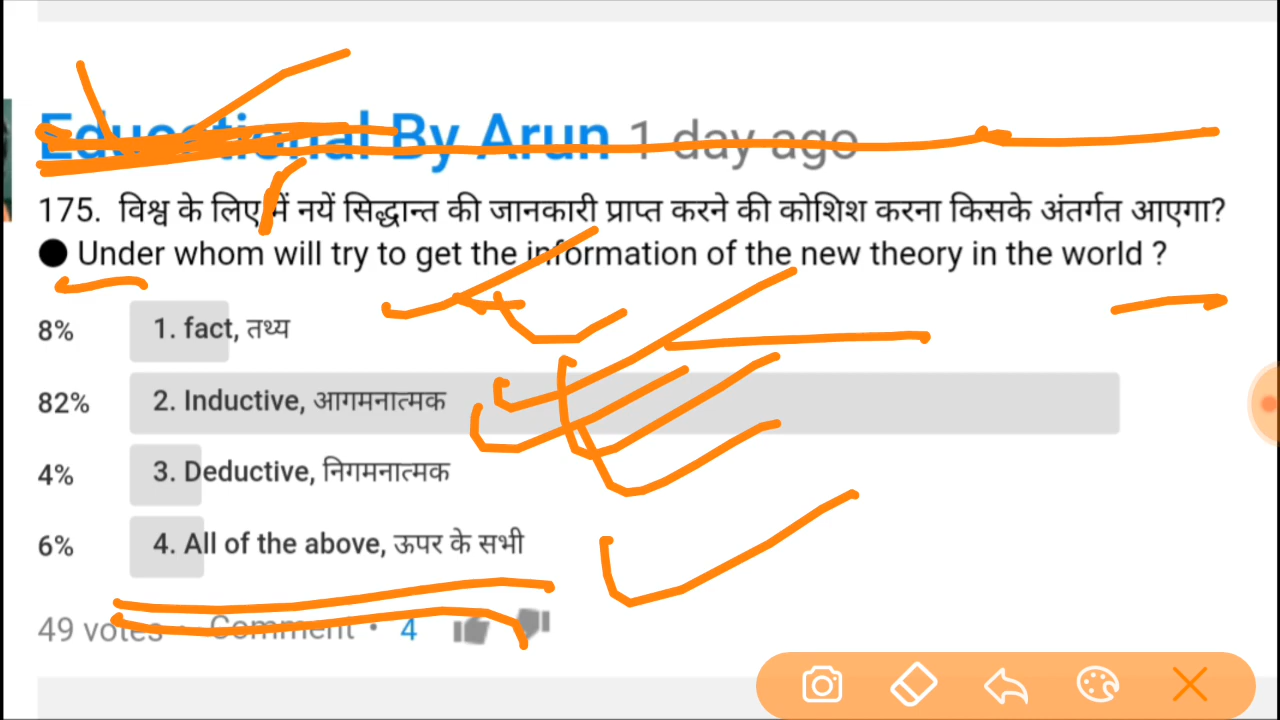 Educational By Arun 1 day ago
175. विश्व के लिए में नयें सिद्धान्त की जानकारी प्राप्त करने की कोशिश करना किसके अंतर्गत आएगा?
● Under whom will try to get the information of the new theory in the world ?
8% 1. fact, तथ्य
82% 2. Inductive, आगमनात्मक
4% 3. Deductive, निगमनात्मक
6% 4. All of the above, ऊपर के सभी
49 votes • Comment • 4